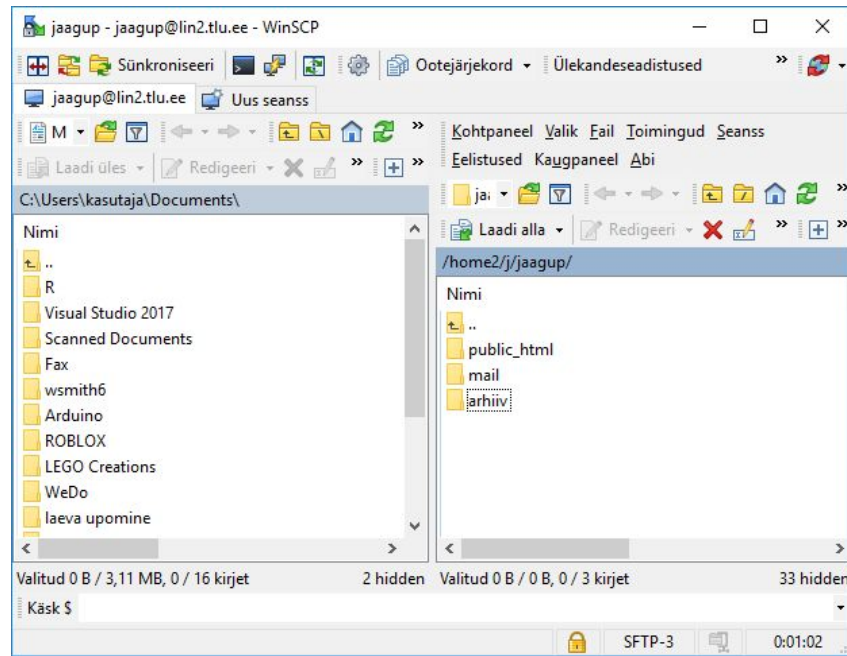 jaagup - jaagup@lin2.tlu.ee - WinSCP
Sünkroniseeri Ootejärjekord Ülekandeseadistused »
jaagup@lin2.tlu.ee Uus seanss
M »
Laadi üles Redigeeri » »
C:\Users\kasutaja\Documents\
Nimi
..
R
Visual Studio 2017
Scanned Documents
Fax
wsmith6
Arduino
ROBLOX
LEGO Creations
WeDo
laeva upomine
Valitud 0 B / 3,11 MB, 0 / 16 kirjet 2 hidden
Kohtpaneel Valik Fail Toimingud Seanss
Eelistused Kaugpaneel Abi
jai »
Laadi alla Redigeeri » »
/home2/j/jaagup/
Nimi
..
public_html
mail
arhiiv
Valitud 0 B / 0 B, 0 / 3 kirjet 33 hidden
Käsk $
SFTP-3 0:01:02